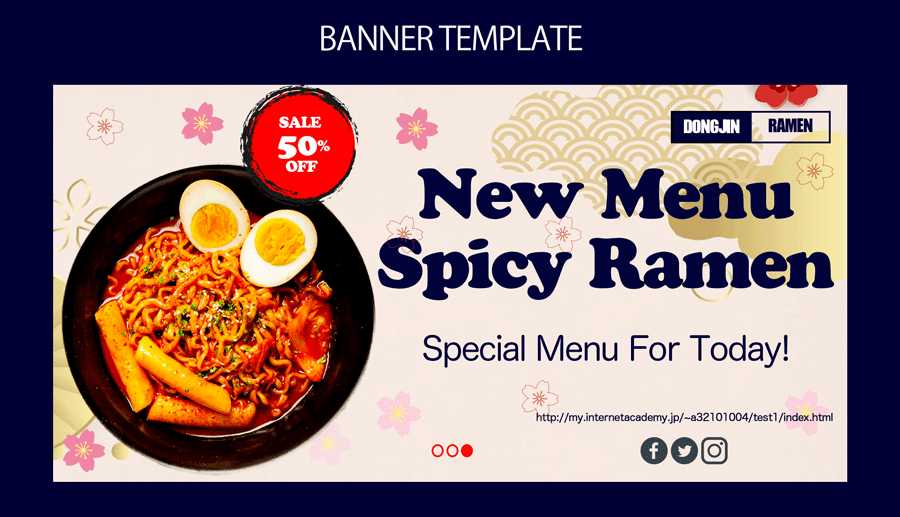 BANNER TEMPLATE
SALE
50%
OFF
DONGJIN RAMEN
New Menu
Spicy Ramen
Special Menu For Today!
http://my.internetacademy.jp/~a32101004/test1/index.html